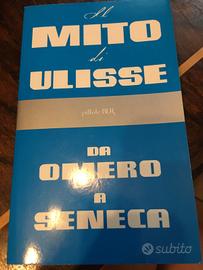 Il
MITO
di
ULISSE
pillole BUR
DA
OMERO
A
SENECA
subito